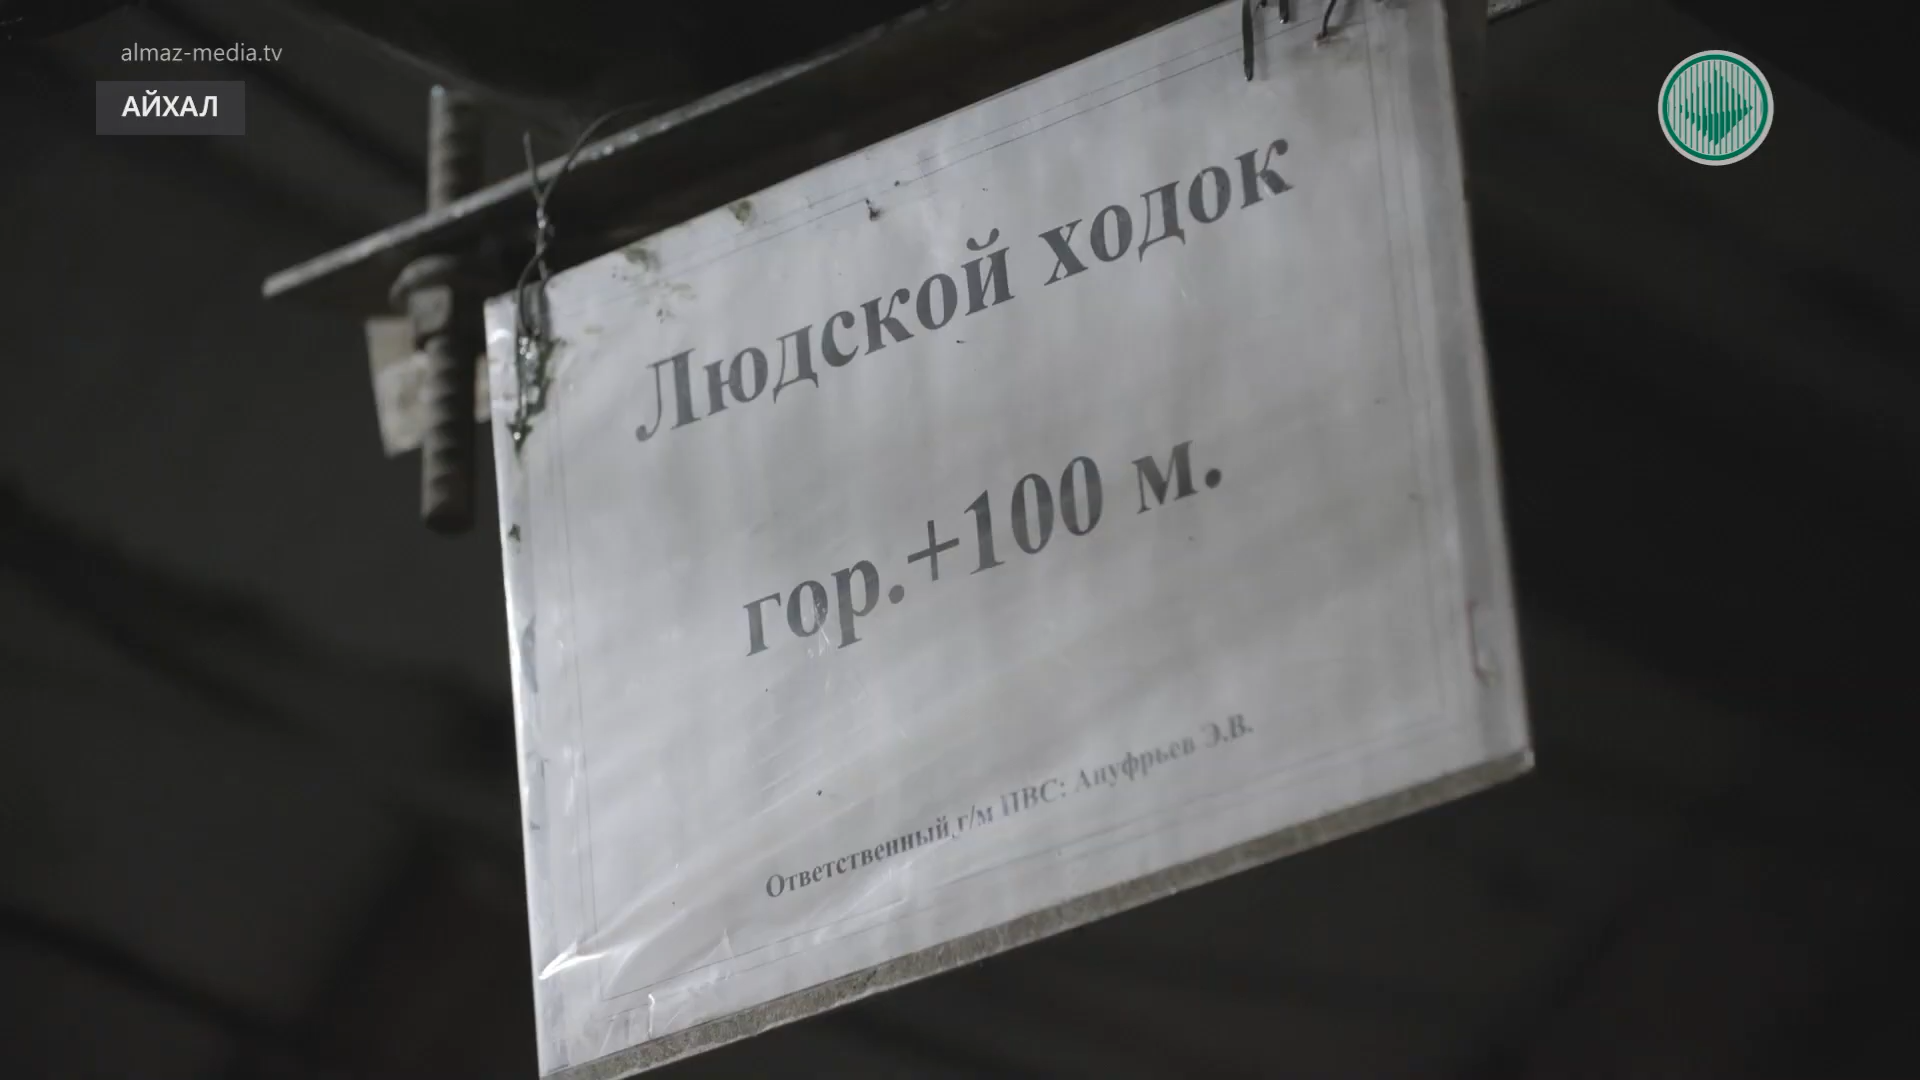 almaz-media.tv
АЙХАЛ
Людской ходок
гор.+100 м.
Ответственный г/м ПВС: Ануфрьев Э.В.